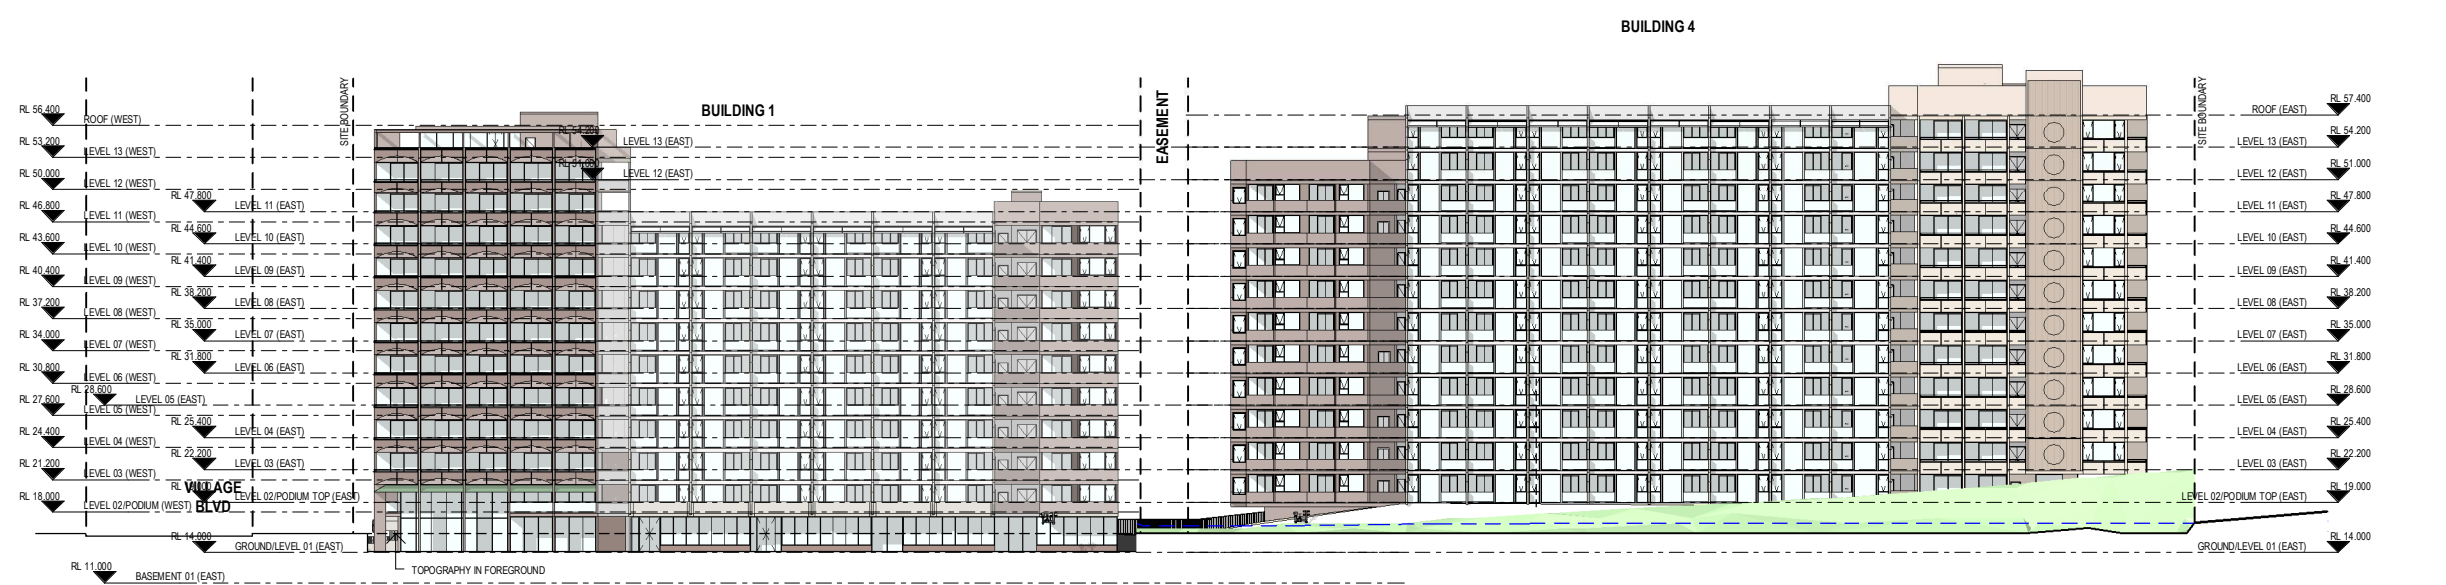 BUILDING 4
BUILDING 1
EASEMENT
SITE BOUNDARY
SITE BOUNDARY
RL 56.400
ROOF (WEST)
RL 53.200
LEVEL 13 (WEST)
RL 50.000
LEVEL 12 (WEST)
RL 46.800
LEVEL 11 (WEST)
RL 43.600
LEVEL 10 (WEST)
RL 40.400
LEVEL 09 (WEST)
RL 37.200
LEVEL 08 (WEST)
RL 34.000
LEVEL 07 (WEST)
RL 30.800
LEVEL 06 (WEST)
RL 28.600
LEVEL 05 (EAST)
RL 27.600
LEVEL 05 (WEST)
RL 24.400
LEVEL 04 (WEST)
RL 21.200
LEVEL 03 (WEST)
RL 18.000
LEVEL 02/PODIUM (WEST)
VILLAGE
BLVD
RL 11.000
BASEMENT 01 (EAST)
RL 54.200
LEVEL 13 (EAST)
RL 51.000
LEVEL 12 (EAST)
RL 47.800
LEVEL 11 (EAST)
RL 44.600
LEVEL 10 (EAST)
RL 41.400
LEVEL 09 (EAST)
RL 38.200
LEVEL 08 (EAST)
RL 35.000
LEVEL 07 (EAST)
RL 31.800
LEVEL 06 (EAST)
RL 25.400
LEVEL 04 (EAST)
RL 22.200
LEVEL 03 (EAST)
LEVEL 02/PODIUM TOP (EAST)
RL 14.000
GROUND/LEVEL 01 (EAST)
TOPOGRAPHY IN FOREGROUND
RL 57.400
ROOF (EAST)
RL 54.200
LEVEL 13 (EAST)
RL 51.000
LEVEL 12 (EAST)
RL 47.800
LEVEL 11 (EAST)
RL 44.600
LEVEL 10 (EAST)
RL 41.400
LEVEL 09 (EAST)
RL 38.200
LEVEL 08 (EAST)
RL 35.000
LEVEL 07 (EAST)
RL 31.800
LEVEL 06 (EAST)
RL 28.600
LEVEL 05 (EAST)
RL 25.400
LEVEL 04 (EAST)
RL 22.200
LEVEL 03 (EAST)
RL 19.000
LEVEL 02/PODIUM TOP (EAST)
RL 14.000
GROUND/LEVEL 01 (EAST)